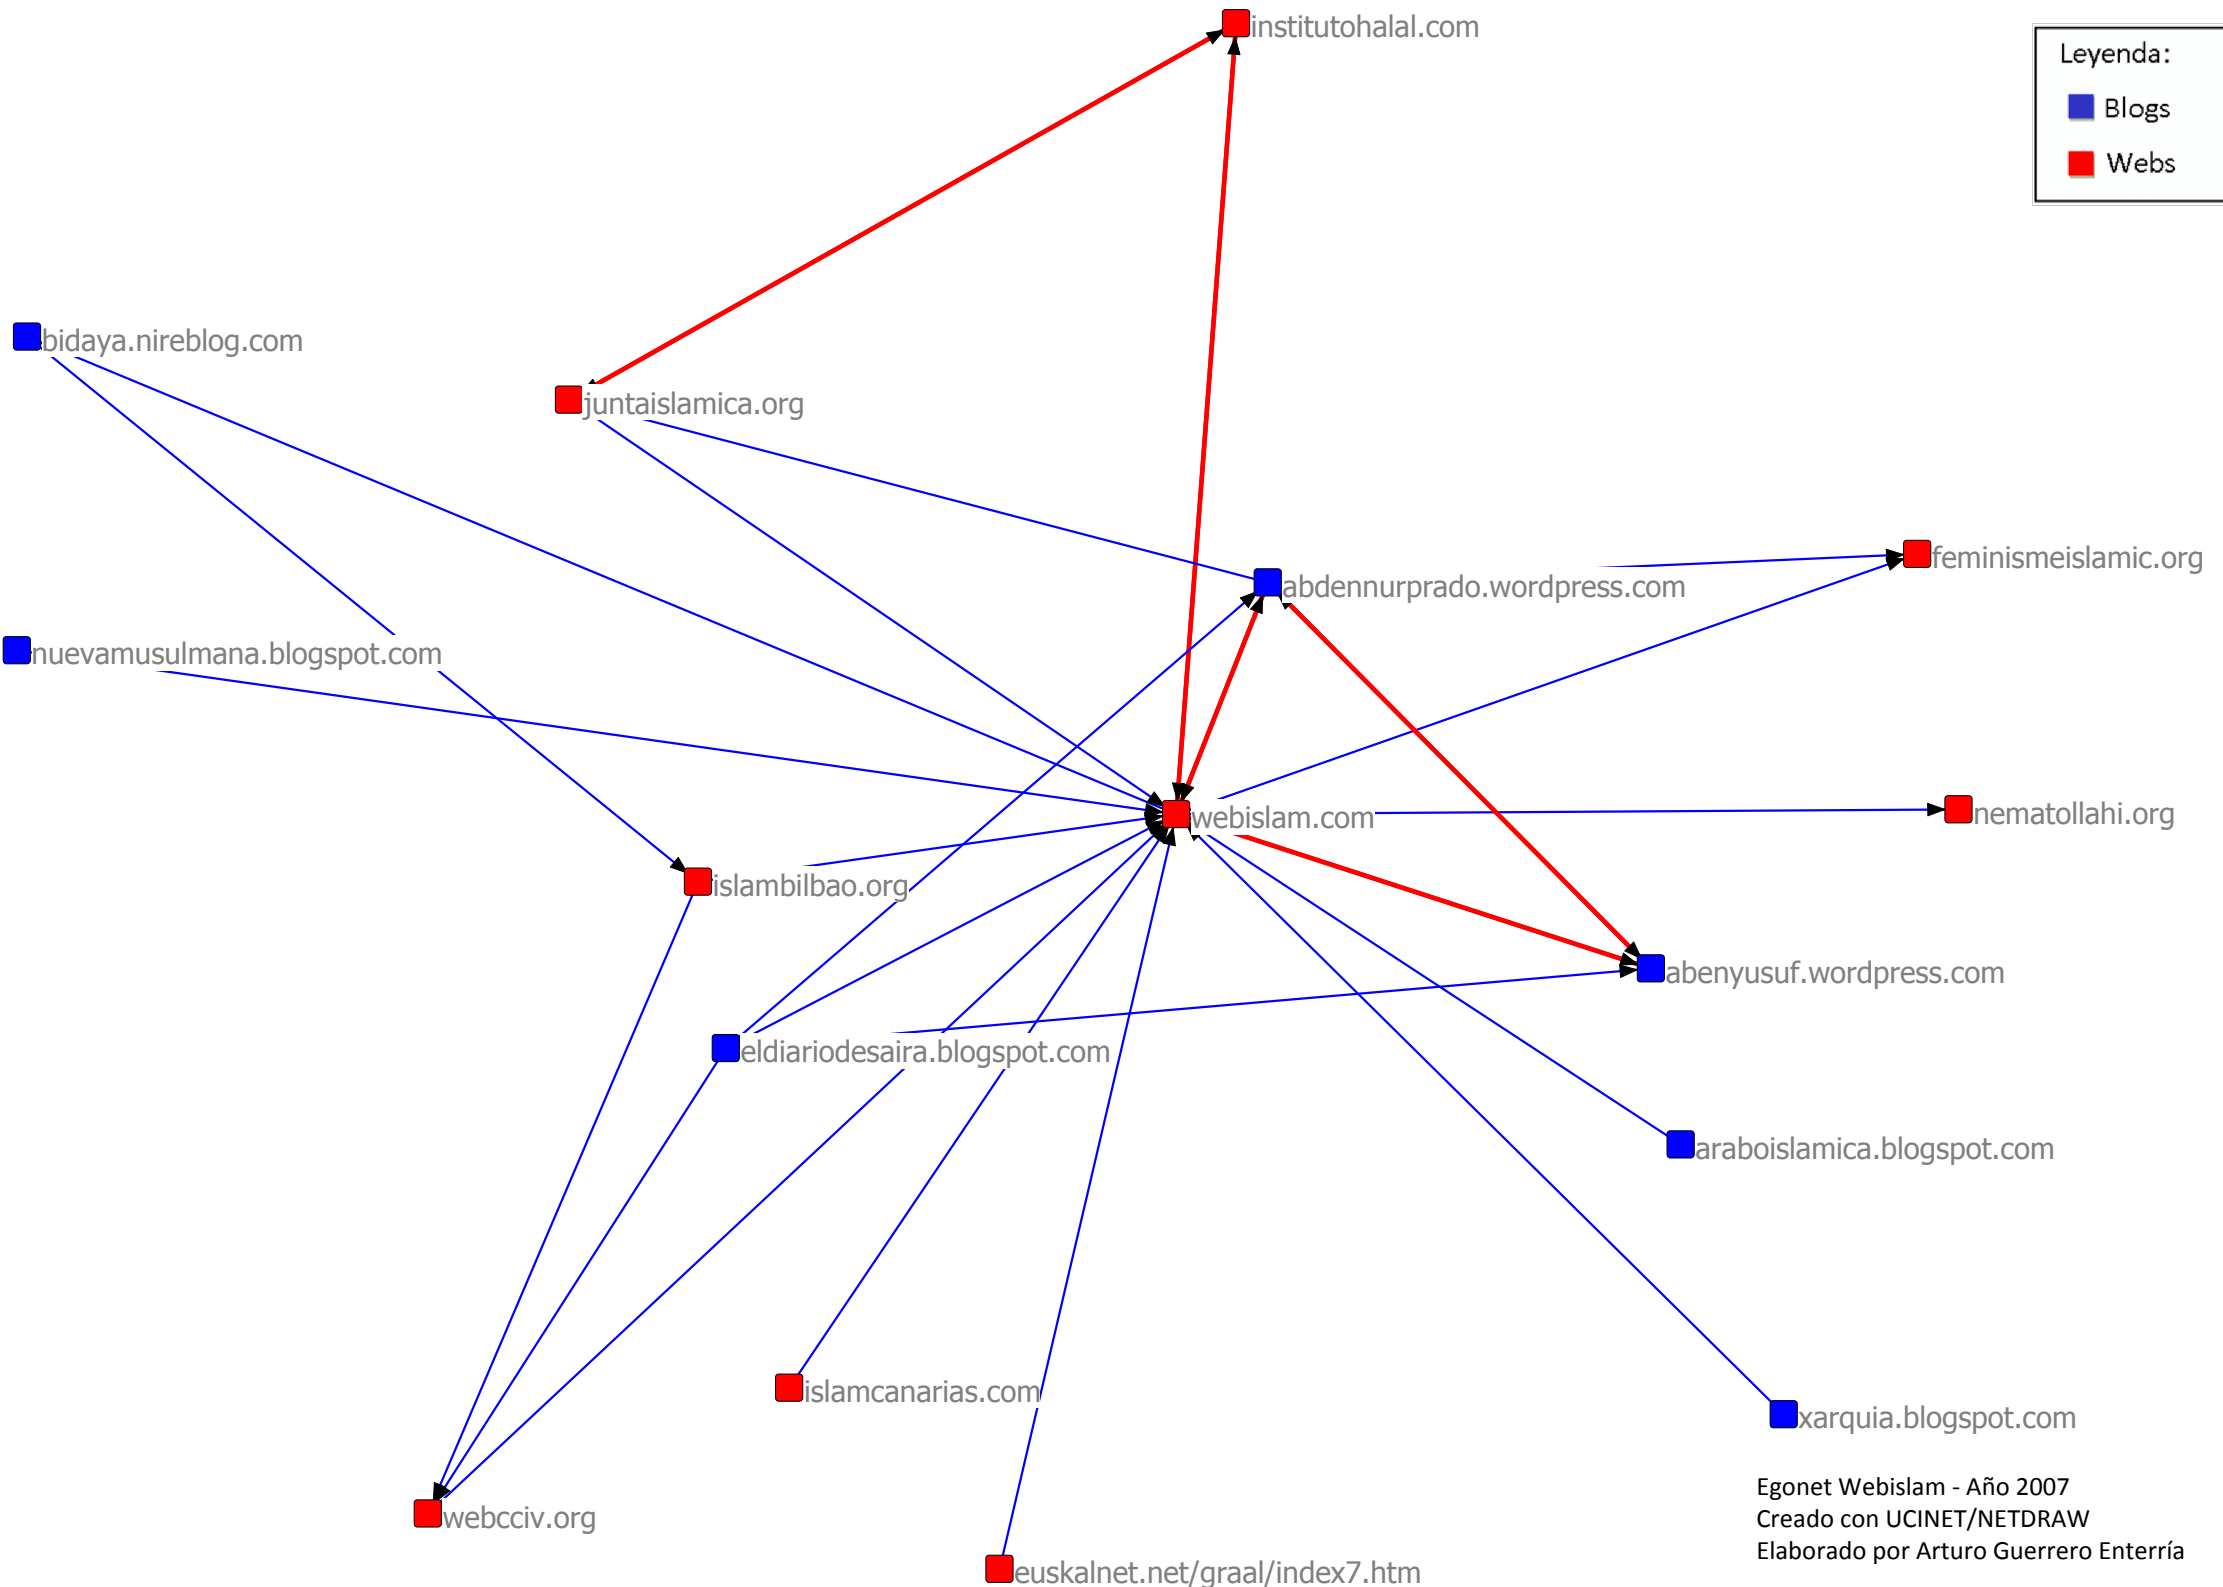 institutohalal.com
Leyenda:
Blogs
Webs
bidaya.nireblog.com
juntaislamica.org
feminismeislamic.org
abdennurprado.wordpress.com
nuevamusulmana.blogspot.com
webislam.com
nematollahi.org
islambilbao.org
abenyusuf.wordpress.com
eldiariodesaira.blogspot.com
araboislamica.blogspot.com
islamcanarias.com
xarquia.blogspot.com
webcciv.org
euskalnet.net/graal/index7.htm
Egonet Webislam - Año 2007
Creado con UCINET/NETDRAW
Elaborado por Arturo Guerrero Enterría